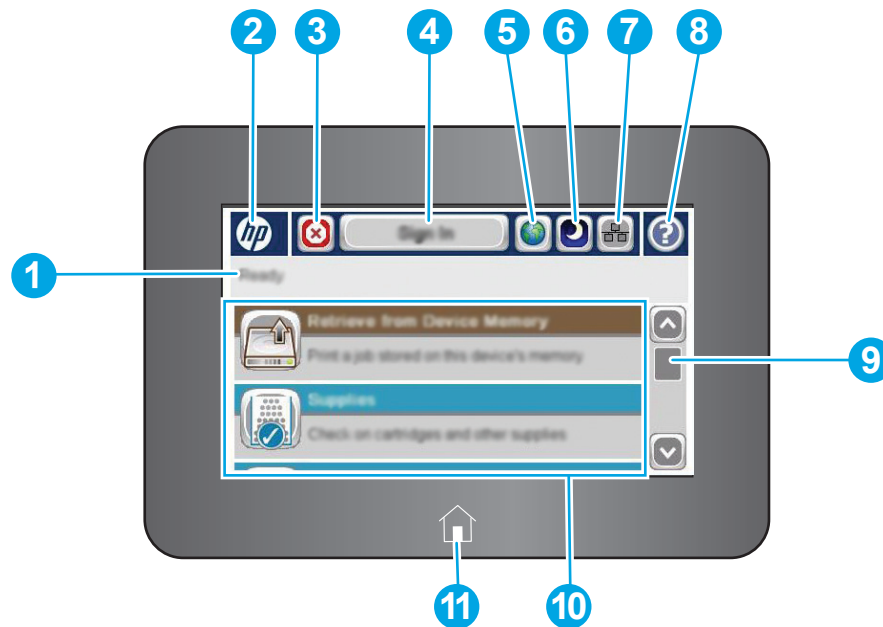 2 3 4 5 6 7 8
hp Sign In ?
1 Ready
Retrieve from Device Memory
Print a job stored on this device's memory
9
Supplies
Check on cartridges and other supplies
11 10